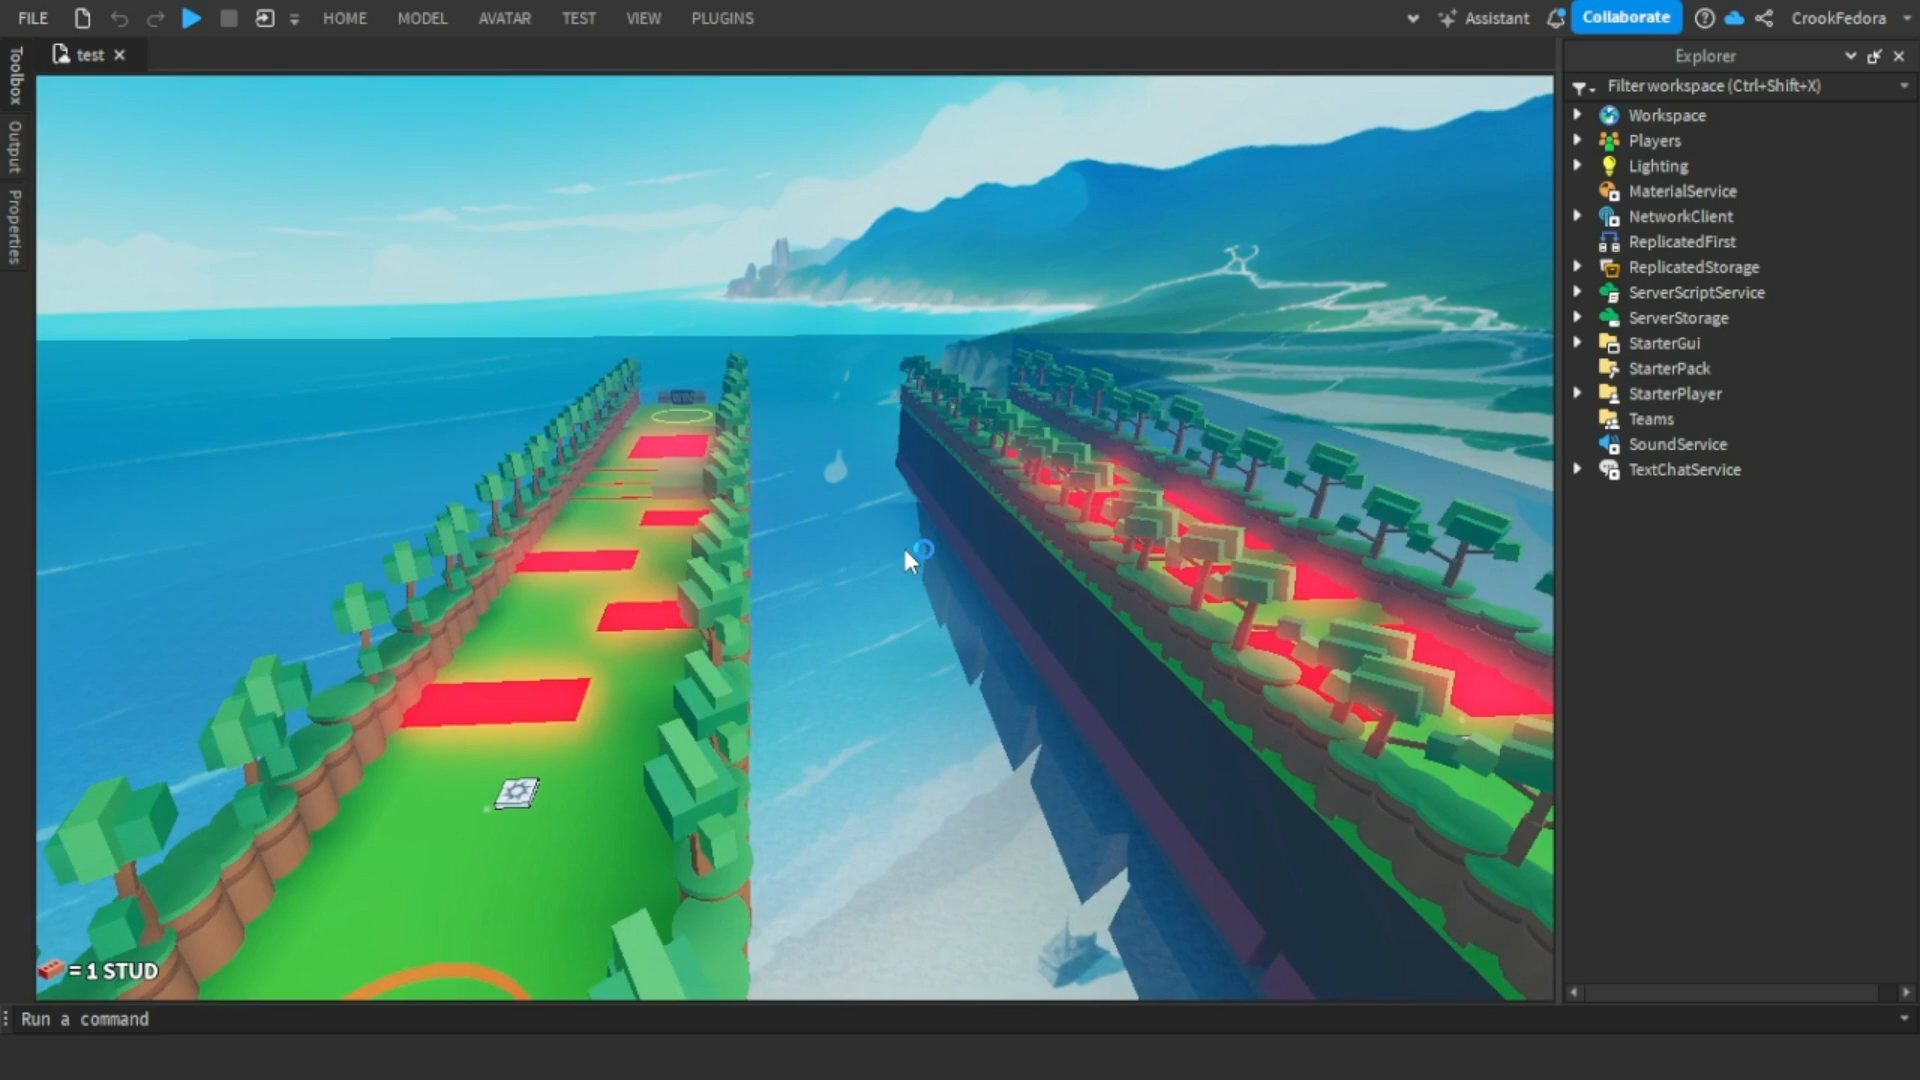 FILE HOME MODEL AVATAR TEST VIEW PLUGINS Assistant Collaborate CrookFedora
test
Toolbox
Output
Properties
WIN
= 1 STUD
Run a command
Explorer
Filter workspace (Ctrl+Shift+X)
Workspace
Players
Lighting
MaterialService
NetworkClient
ReplicatedFirst
ReplicatedStorage
ServerScriptService
ServerStorage
StarterGui
StarterPack
StarterPlayer
Teams
SoundService
TextChatService